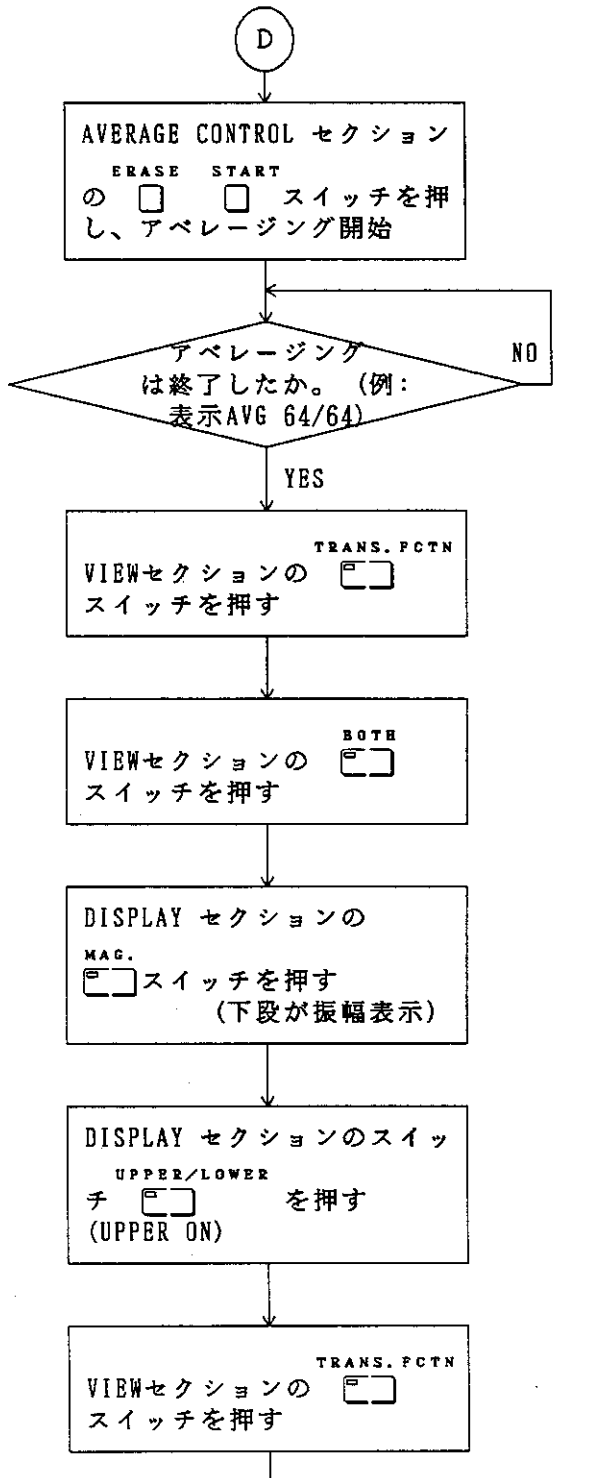 D
AVERAGE CONTROL セクション
ERASE START
の スイッチを押
し、アベレージング開始
アベレージング
は終了したか。 (例:
表示AVG 64/64)
NO
YES
TRANS. FCTN
VIEWセクションの
スイッチを押す
BOTH
VIEWセクションの
スイッチを押す
DISPLAY セクションの
MAG.
スイッチを押す
(下段が振幅表示)
DISPLAY セクションのスイッ
UPPER/LOWER
チ を押す
(UPPER ON)
TRANS. FCTN
VIEWセクションの
スイッチを押す